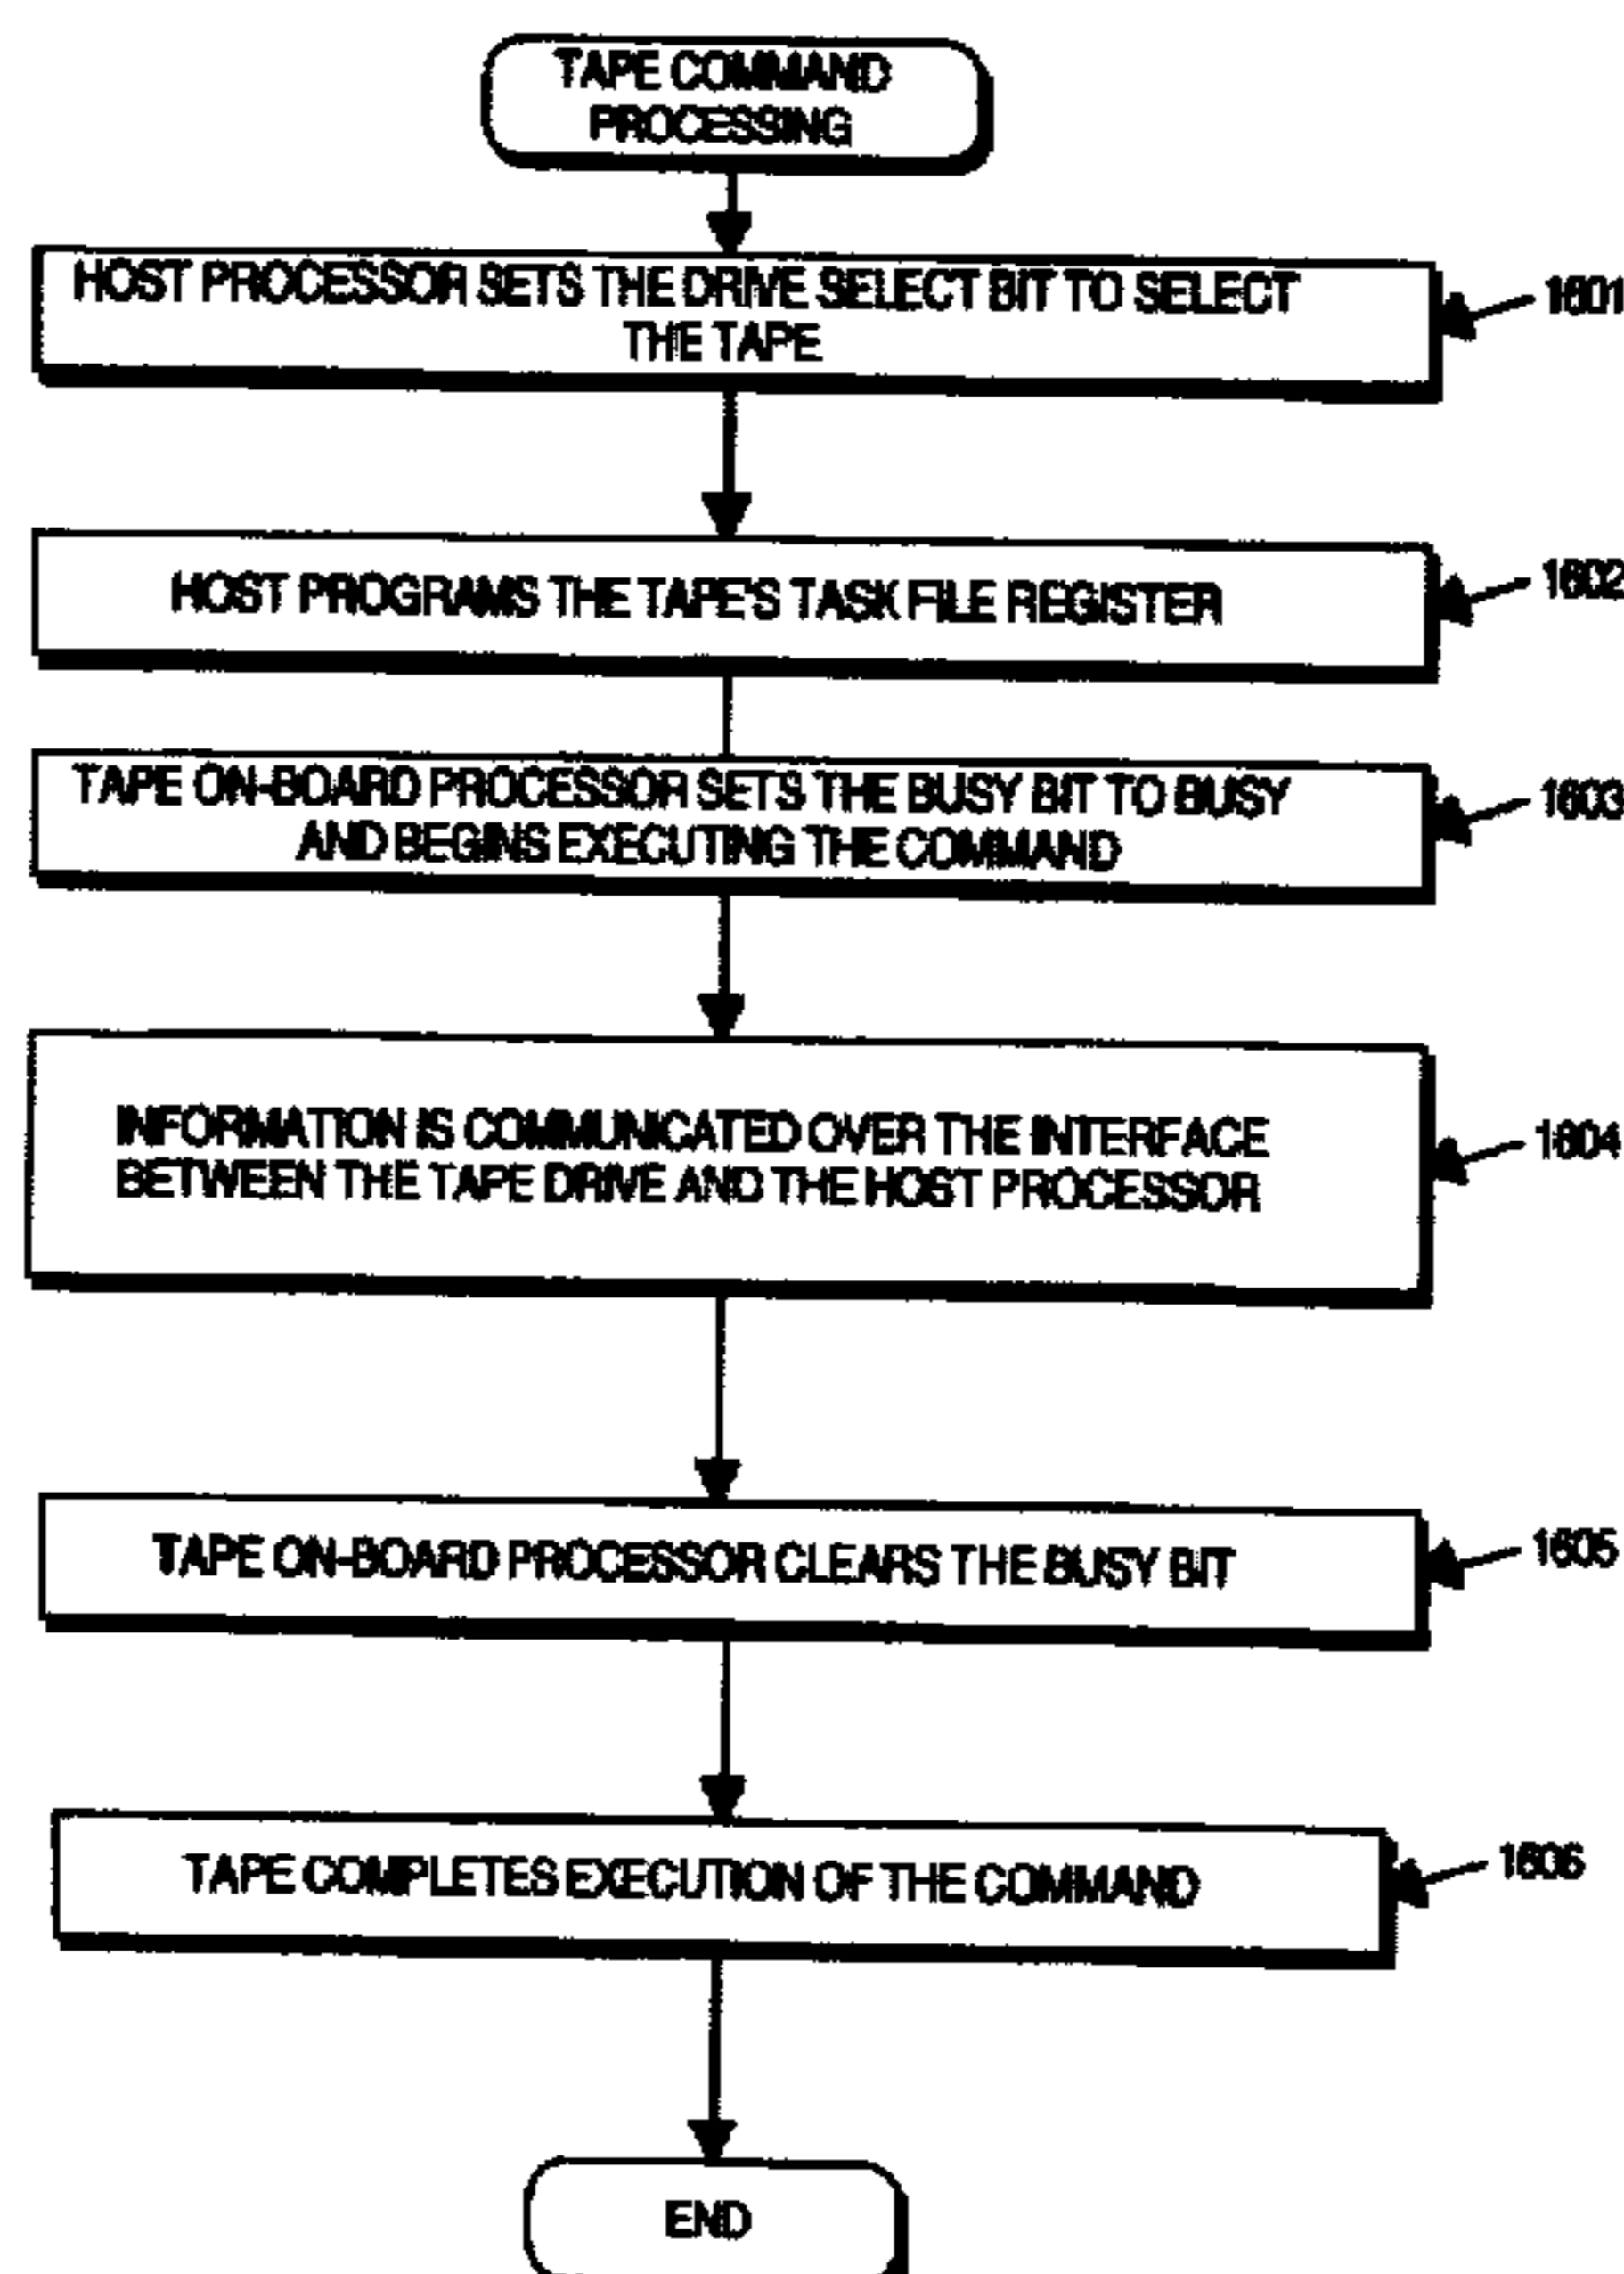 TAPE COMMAND
PROCESSING
HOST PROCESSOR SETS THE DRIVE SELECT BIT TO SELECT
THE TAPE
1601
HOST PROGRAMS THE TAPE'S TASK FILE REGISTER
1602
TAPE ON-BOARD PROCESSOR SETS THE BUSY BIT TO BUSY
AND BEGINS EXECUTING THE COMMAND
1603
INFORMATION IS COMMUNICATED OVER THE INTERFACE
BETWEEN THE TAPE DRIVE AND THE HOST PROCESSOR
1604
TAPE ON-BOARD PROCESSOR CLEARS THE BUSY BIT
1605
TAPE COMPLETES EXECUTION OF THE COMMAND
1606
END